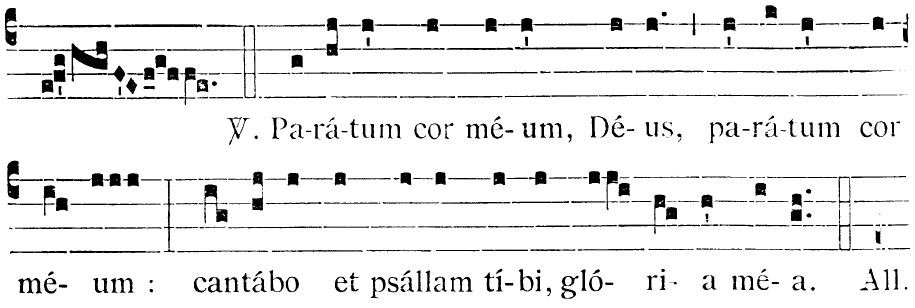 ℣. Pa-rá-tum cor mé-um, Dé-us, pa-rá-tum cor
mé-um : cantábo et psállam tí-bi, gló-ri-a mé-a. All.